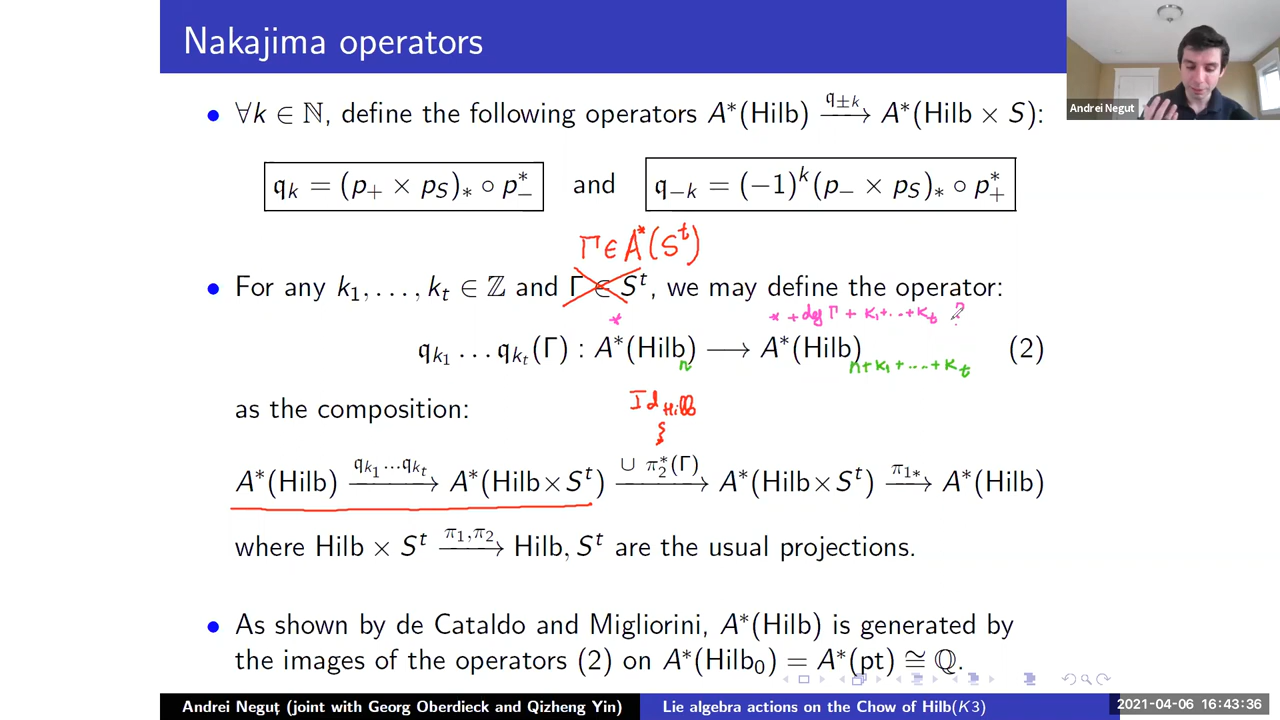 Nakajima operators
Andrei Negut
• ∀k ∈ ℕ, define the following operators A*(Hilb) —q±k→ A*(Hilb × S):
q_k = (p_+ × p_S)_* ∘ p_-^* and q_{-k} = (-1)^k (p_- × p_S)_* ∘ p_+^*
Γ ∈ A*(S^t)
• For any k_1, . . . , k_t ∈ ℤ and Γ ∈ S^t, we may define the operator:
* * + deg Γ + k_1 + ... + k_t ?
q_{k_1} . . . q_{k_t}(Γ) : A*(Hilb) ⟶ A*(Hilb) (2)
n n+k_1+....+k_t
as the composition:
Id_Hilb
A*(Hilb) —q_{k_1}...q_{k_t}→ A*(Hilb×S^t) —∪ π_2^*(Γ)→ A*(Hilb×S^t) —π_{1*}→ A*(Hilb)
where Hilb × S^t —π_1,π_2→ Hilb, S^t are the usual projections.
• As shown by de Cataldo and Migliorini, A*(Hilb) is generated by
the images of the operators (2) on A*(Hilb_0) = A*(pt) ≅ ℚ.
Andrei Neguț (joint with Georg Oberdieck and Qizheng Yin) Lie algebra actions on the Chow of Hilb(K3) 2021-04-06 16:43:36